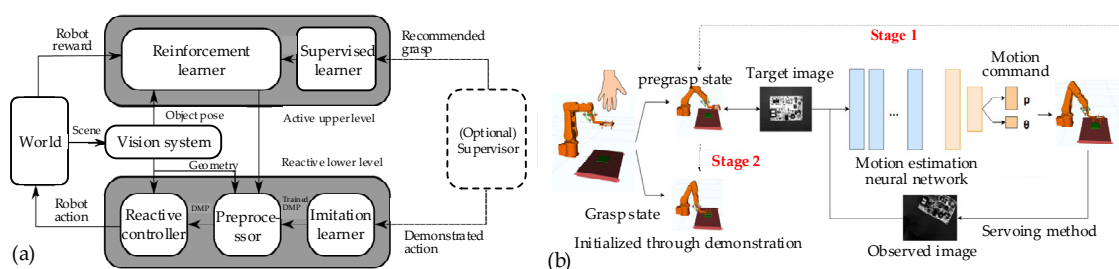 Robot
reward
Reinforcement
learner
Supervised
learner
Recommended
grasp
Object pose
Active upper level
World
Scene
Vision system
(Optional)
Supervisor
Geometry
Reactive lower level
Robot
action
Reactive
controller
DMP
Preproce-
ssor
Trained
DMP
Imitation
learner
Demonstrated
action
(a)
Stage 1
pregrasp state
Target image
Motion
command
...
p
θ
Stage 2
Motion estimation
neural network
Grasp state
Initialized through demonstration
Servoing method
Observed image
(b)